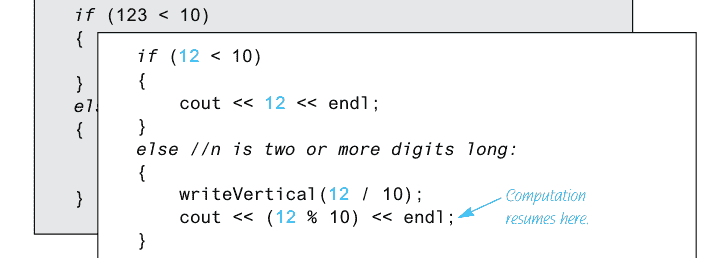 if (123 < 10)
{
}
els
{
}
if (12 < 10)
{
cout << 12 << endl;
}
else //n is two or more digits long:
{
writeVertical(12 / 10);
cout << (12 % 10) << endl;
}
Computation
resumes here.